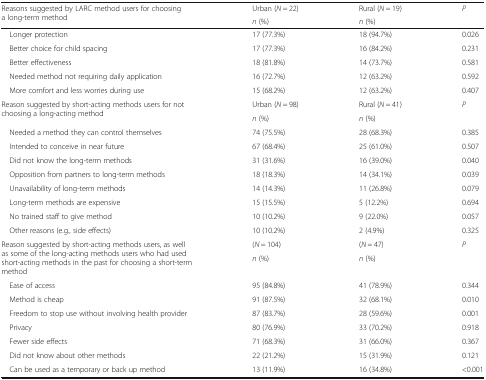 Reasons suggested by LARC method users for choosing a long-term method Urban (N = 22) Rural (N = 19) P
n (%) n (%)
Longer protection 17 (77.3%) 18 (94.7%) 0.026
Better choice for child spacing 17 (77.3%) 16 (84.2%) 0.231
Better effectiveness 18 (81.8%) 14 (73.7%) 0.581
Needed method not requiring daily application 16 (72.7%) 12 (63.2%) 0.592
More comfort and less worries during use 15 (68.2%) 12 (63.2%) 0.407
Reason suggested by short-acting methods users for not choosing a long-acting method Urban (N = 98) Rural (N = 41) P
n (%) n (%)
Needed a method they can control themselves 74 (75.5%) 28 (68.3%) 0.385
Intended to conceive in near future 67 (68.4%) 25 (61.0%) 0.507
Did not know the long-term methods 31 (31.6%) 16 (39.0%) 0.040
Opposition from partners to long-term methods 18 (18.3%) 14 (34.1%) 0.039
Unavailability of long-term methods 14 (14.3%) 11 (26.8%) 0.079
Long-term methods are expensive 15 (15.5%) 5 (12.2%) 0.694
No trained staff to give method 10 (10.2%) 9 (22.0%) 0.057
Other reasons (e.g., side effects) 10 (10.2%) 2 (4.9%) 0.325
Reason suggested by short-acting methods users, as well as some of the long-acting methods users who had used short-acting methods in the past for choosing a short-term method (N = 104) (N = 47) P
n (%) n (%)
Ease of access 95 (84.8%) 41 (78.9%) 0.344
Method is cheap 91 (87.5%) 32 (68.1%) 0.010
Freedom to stop use without involving health provider 87 (83.7%) 28 (59.6%) 0.001
Privacy 80 (76.9%) 33 (70.2%) 0.918
Fewer side effects 71 (68.3%) 31 (66.0%) 0.367
Did not know about other methods 22 (21.2%) 15 (31.9%) 0.121
Can be used as a temporary or back up method 13 (11.9%) 16 (34.8%) <0.001